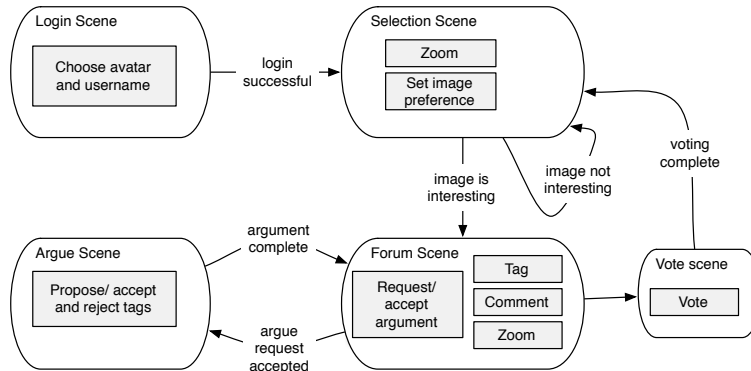 Login Scene
Choose avatar
and username
login
successful
Selection Scene
Zoom
Set image
preference
image is
interesting
image not
interesting
voting
complete
Argue Scene
Propose/ accept
and reject tags
argument
complete
argue
request
accepted
Forum Scene
Request/
accept
argument
Tag
Comment
Zoom
Vote scene
Vote